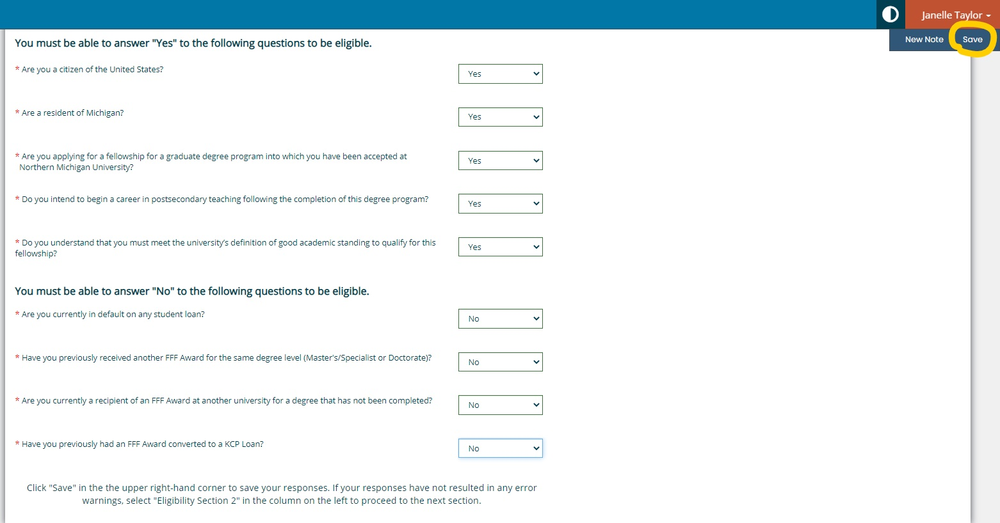 Janelle Taylor
New Note Save
You must be able to answer "Yes" to the following questions to be eligible.
* Are you a citizen of the United States? Yes
* Are a resident of Michigan? Yes
* Are you applying for a fellowship for a graduate degree program into which you have been accepted at
Northern Michigan University? Yes
* Do you intend to begin a career in postsecondary teaching following the completion of this degree program? Yes
* Do you understand that you must meet the university's definition of good academic standing to qualify for this
fellowship? Yes
You must be able to answer "No" to the following questions to be eligible.
* Are you currently in default on any student loan? No
* Have you previously received another FFF Award for the same degree level (Master's/Specialist or Doctorate)? No
* Are you currently a recipient of an FFF Award at another university for a degree that has not been completed? No
* Have you previously had an FFF Award converted to a KCP Loan? No
Click "Save" in the the upper right-hand corner to save your responses. If your responses have not resulted in any error
warnings, select "Eligibility Section 2" in the column on the left to proceed to the next section.